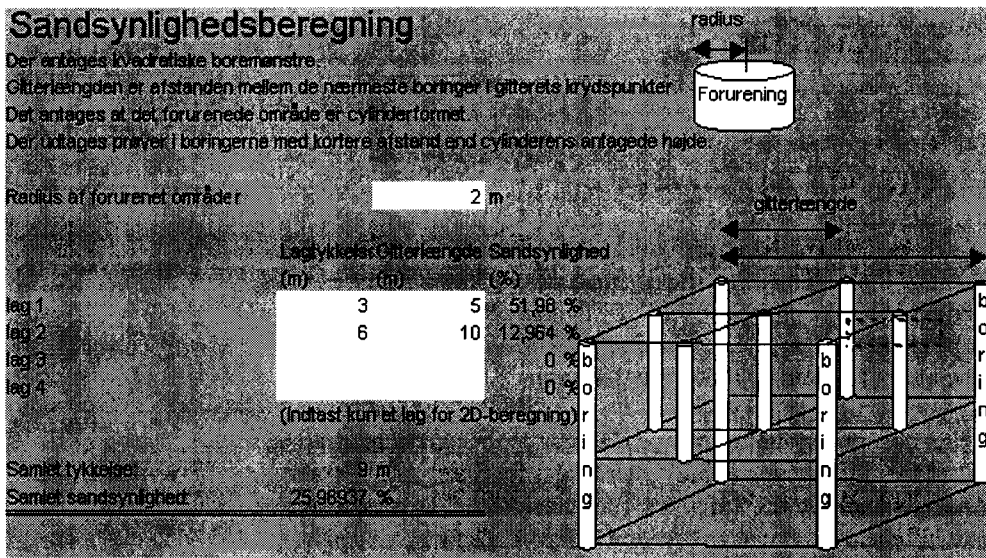 Sandsynlighedsberegning
Der antages kvadratiske boremønstre.
Gitterlængden er afstanden mellem de nærmeste boringer i gitterets krydspunkter.
Det antages at det forurenede område er cylinderformet.
Der udtages prøver i boringerne med kortere afstand end cylinderens antagede højde.
radius
Forurening
Radius af forurenet områder 2 m
gitterlængde
Lagtykkelse Gitterlængde Sandsynlighed
(m) (m) (%)
lag 1 3 5 51,96 %
lag 2 6 10 12,964 %
lag 3 0 %
lag 4 0 %
(Indtast kun et lag for 2D-beregning)
Samlet tykkelse: 9 m
Samlet sandsynlighed: 25,96937 %
boring
boring
boring